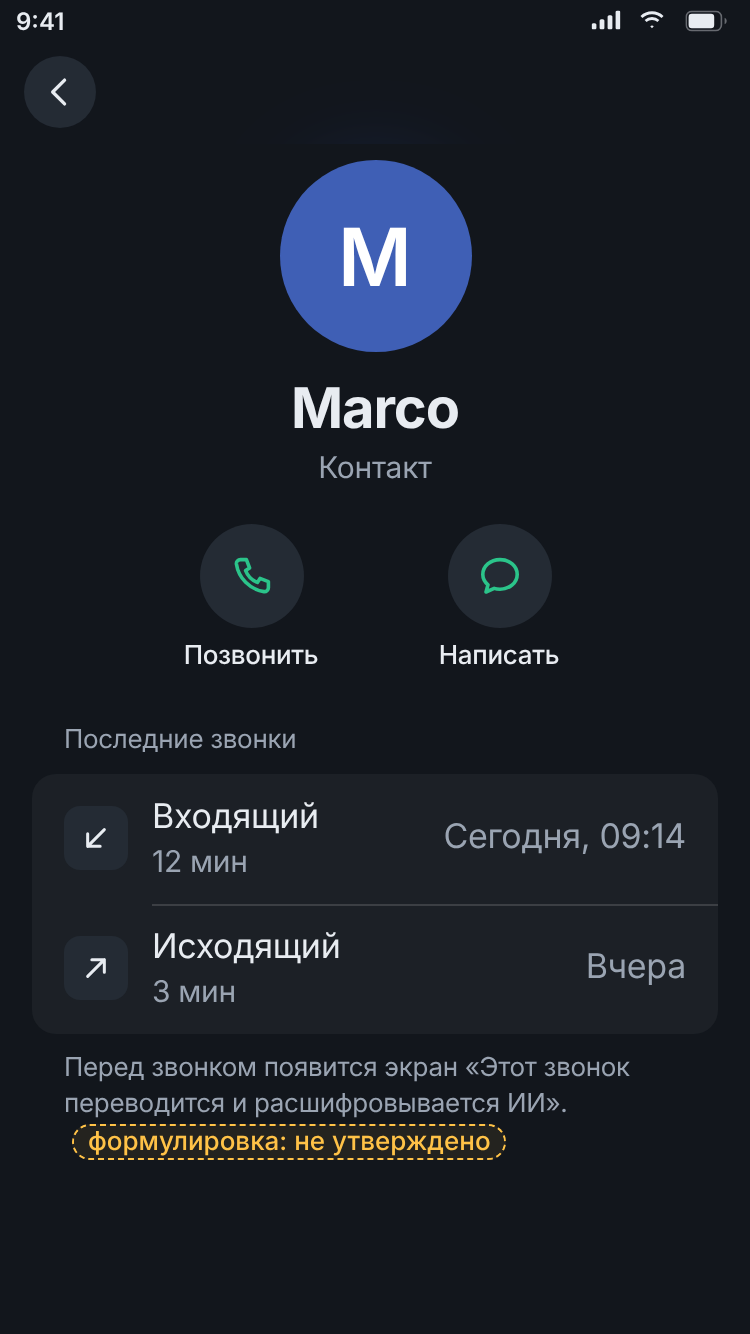 9:41
M
Marco
Контакт
Позвонить
Написать
Последние звонки
Входящий
12 мин
Сегодня, 09:14
Исходящий
3 мин
Вчера
Перед звонком появится экран «Этот звонок
переводится и расшифровывается ИИ».
формулировка: не утверждено